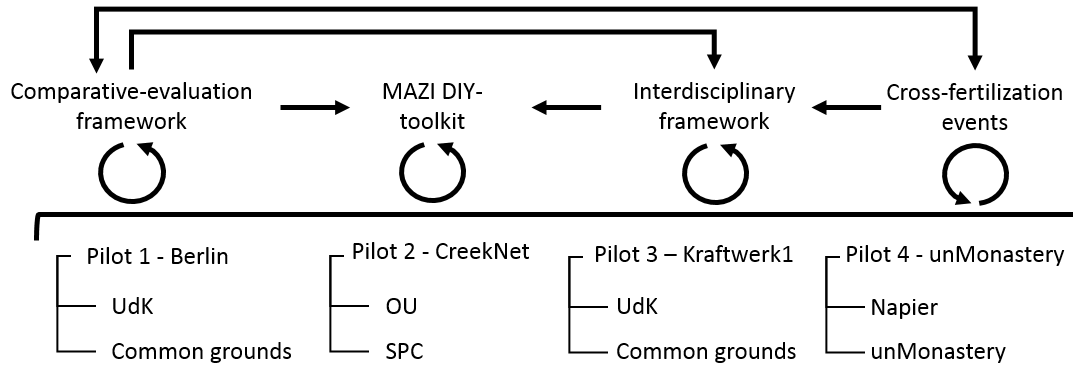 Comparative-evaluation
framework
MAZI DIY-
toolkit
Interdisciplinary
framework
Cross-fertilization
events
Pilot 1 - Berlin
UdK
Common grounds
Pilot 2 - CreekNet
OU
SPC
Pilot 3 – Kraftwerk1
UdK
Common grounds
Pilot 4 - unMonastery
Napier
unMonastery